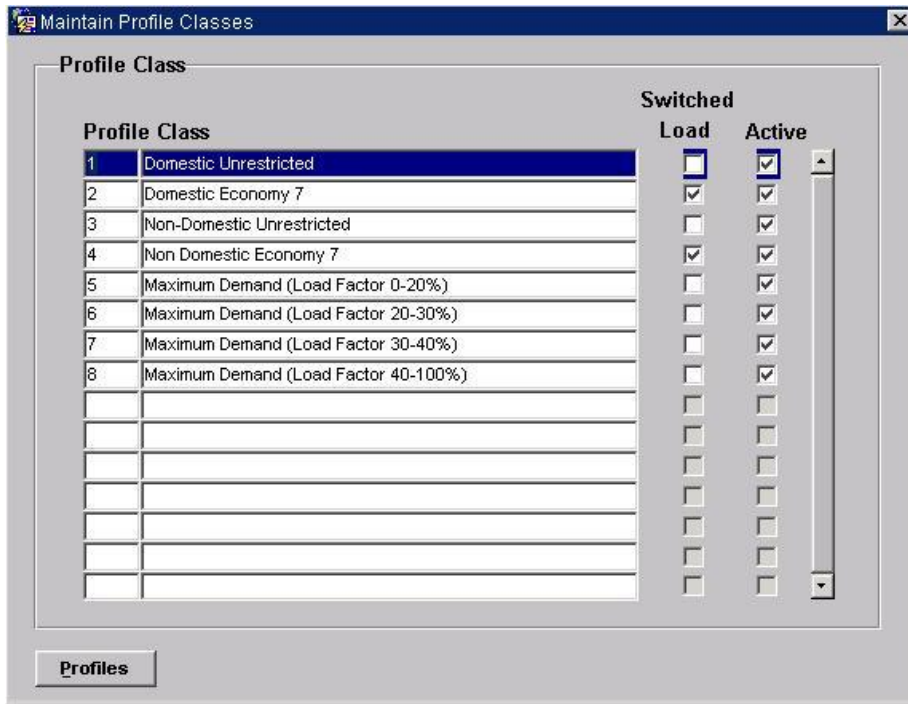 Maintain Profile Classes
Profile Class
Switched
Profile Class Load Active
1 Domestic Unrestricted
2 Domestic Economy 7
3 Non-Domestic Unrestricted
4 Non Domestic Economy 7
5 Maximum Demand (Load Factor 0-20%)
6 Maximum Demand (Load Factor 20-30%)
7 Maximum Demand (Load Factor 30-40%)
8 Maximum Demand (Load Factor 40-100%)
Profiles